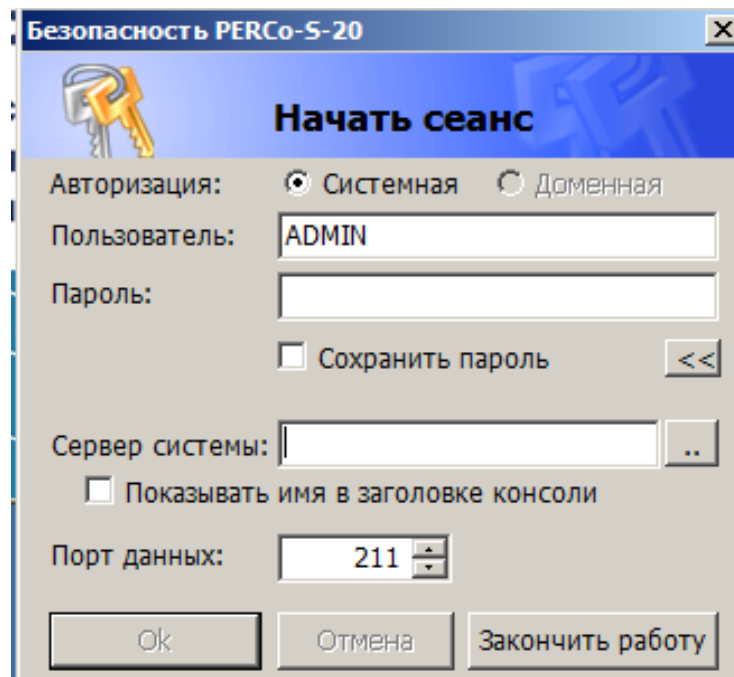 Безопасность PERCo-S-20
Начать сеанс
Авторизация: Системная Доменная
Пользователь: ADMIN
Пароль:
Сохранить пароль <<
Сервер системы: ..
Показывать имя в заголовке консоли
Порт данных: 211
Ok Отмена Закончить работу